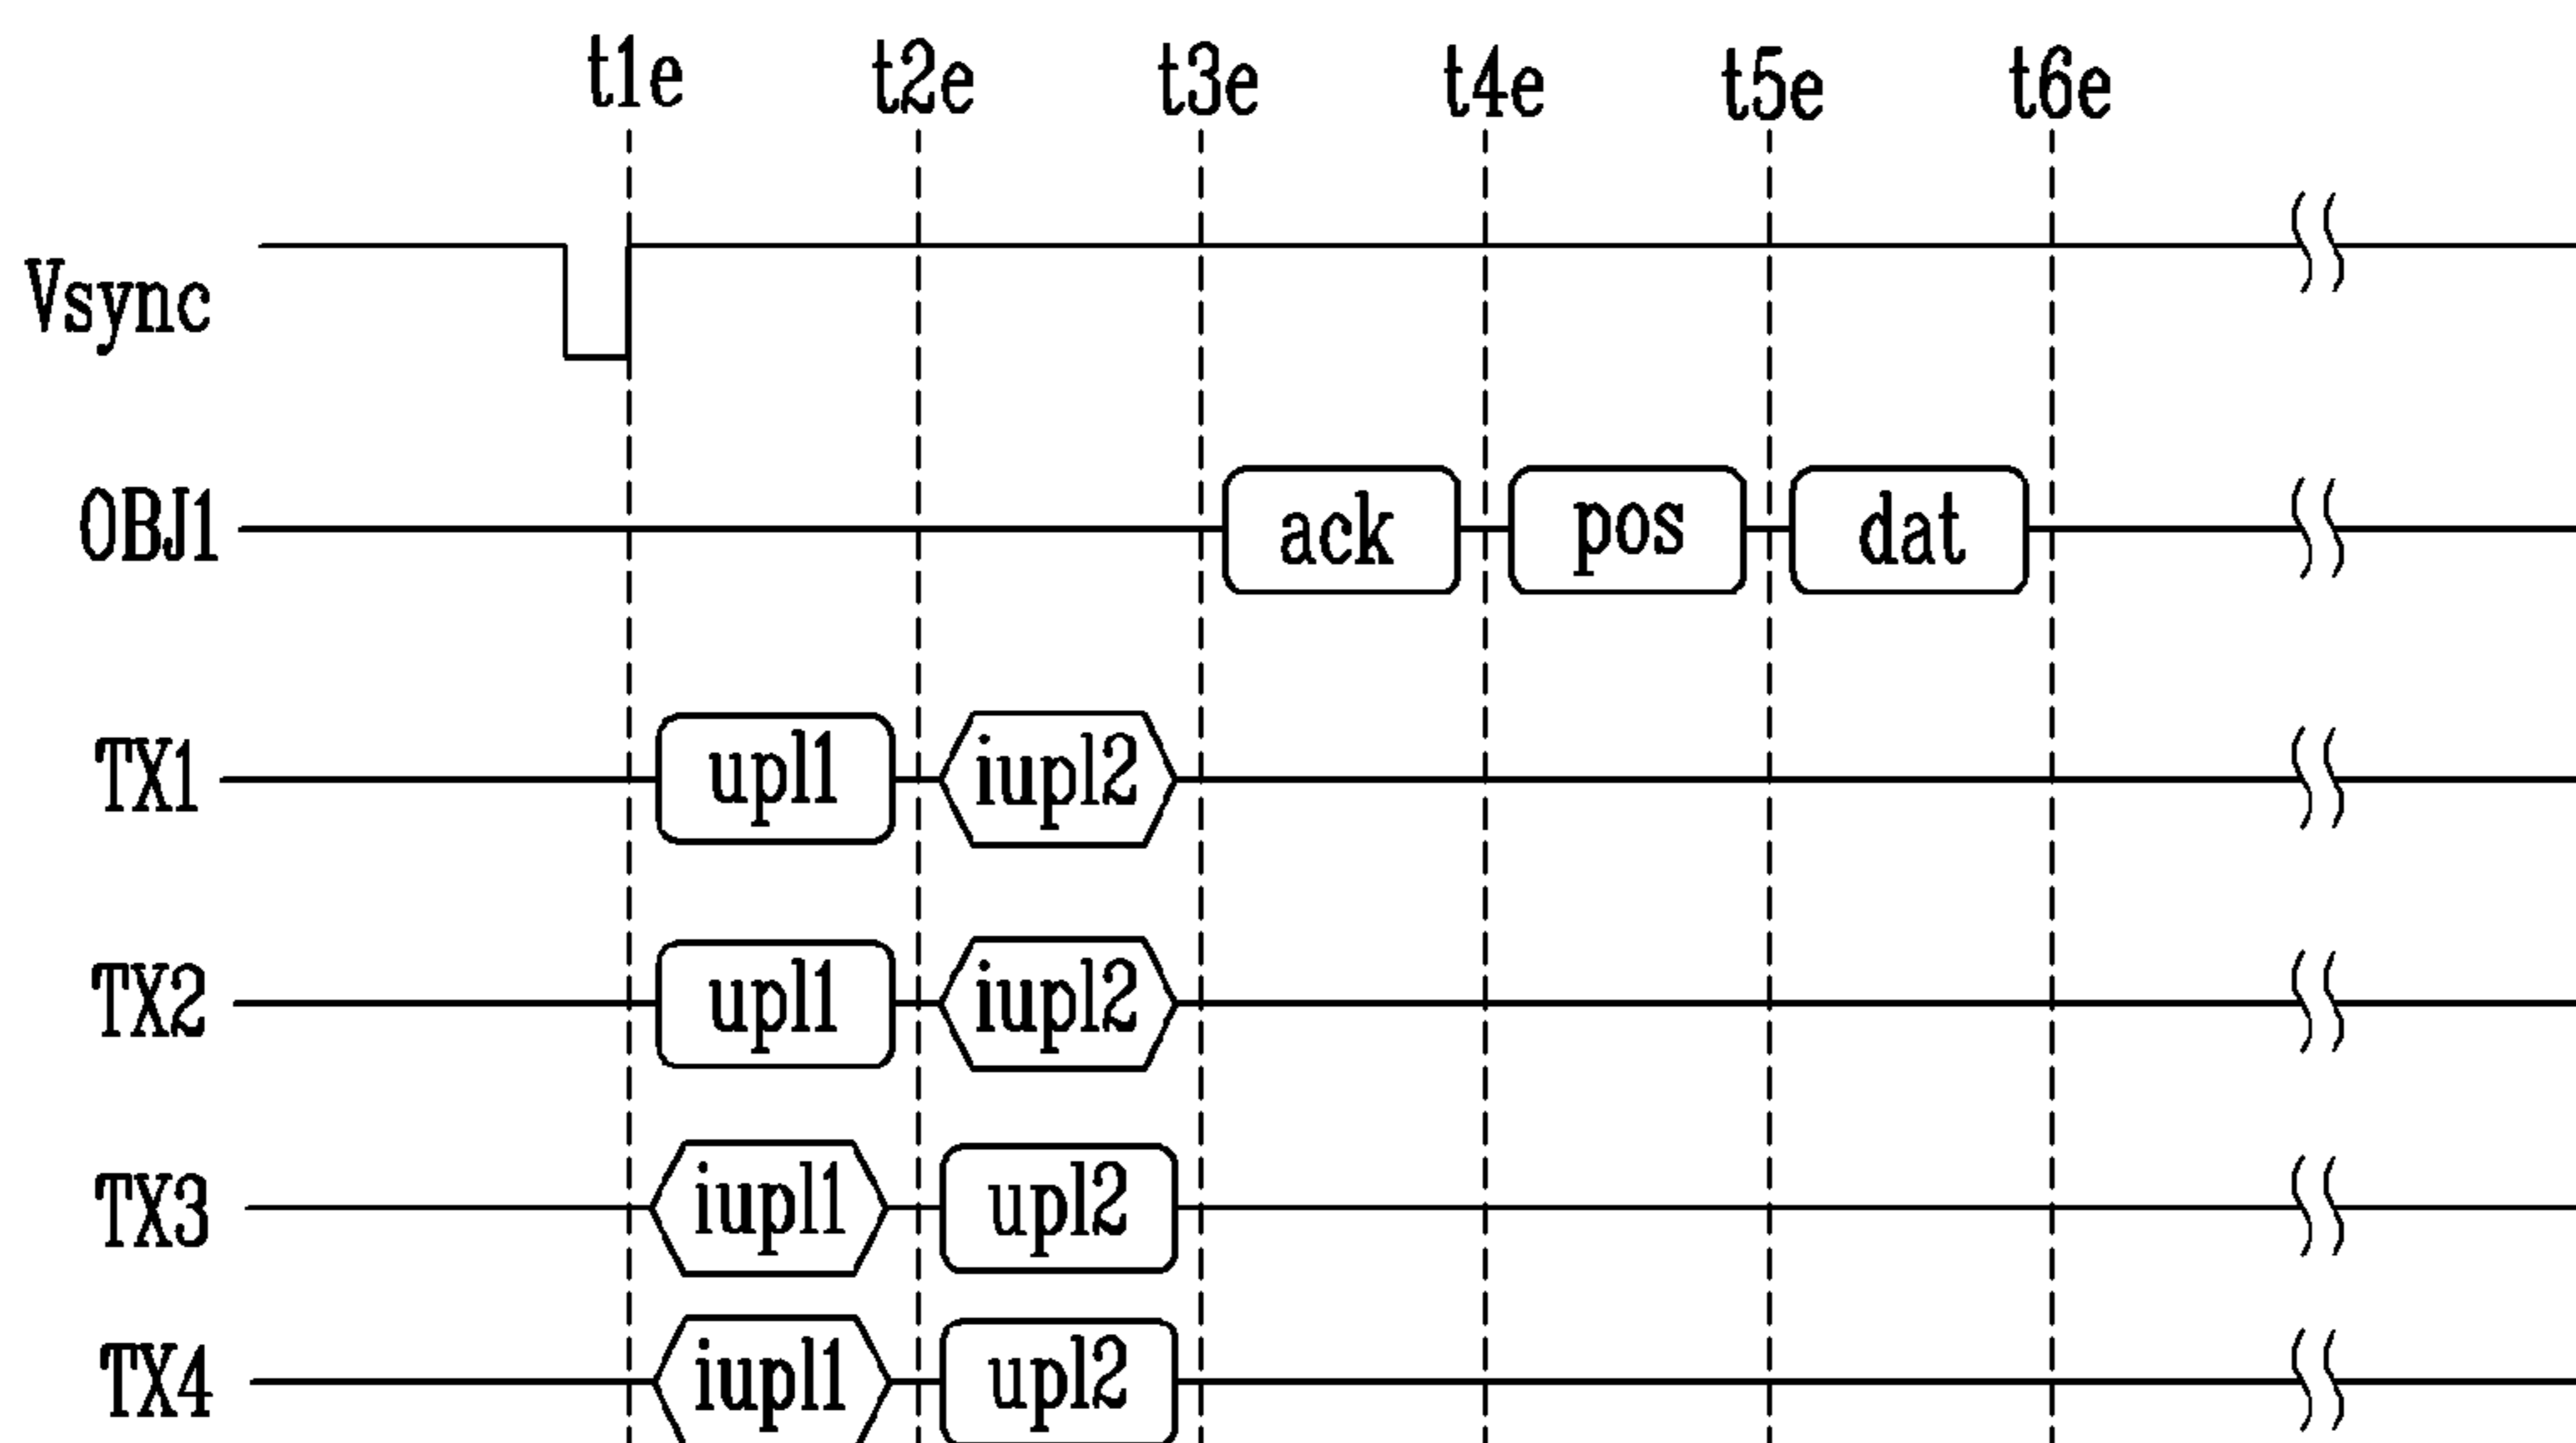 t1e t2e t3e t4e t5e t6e
Vsync
OBJ1 ack pos dat
TX1 upl1 iupl2
TX2 upl1 iupl2
TX3 iupl1 upl2
TX4 iupl1 upl2